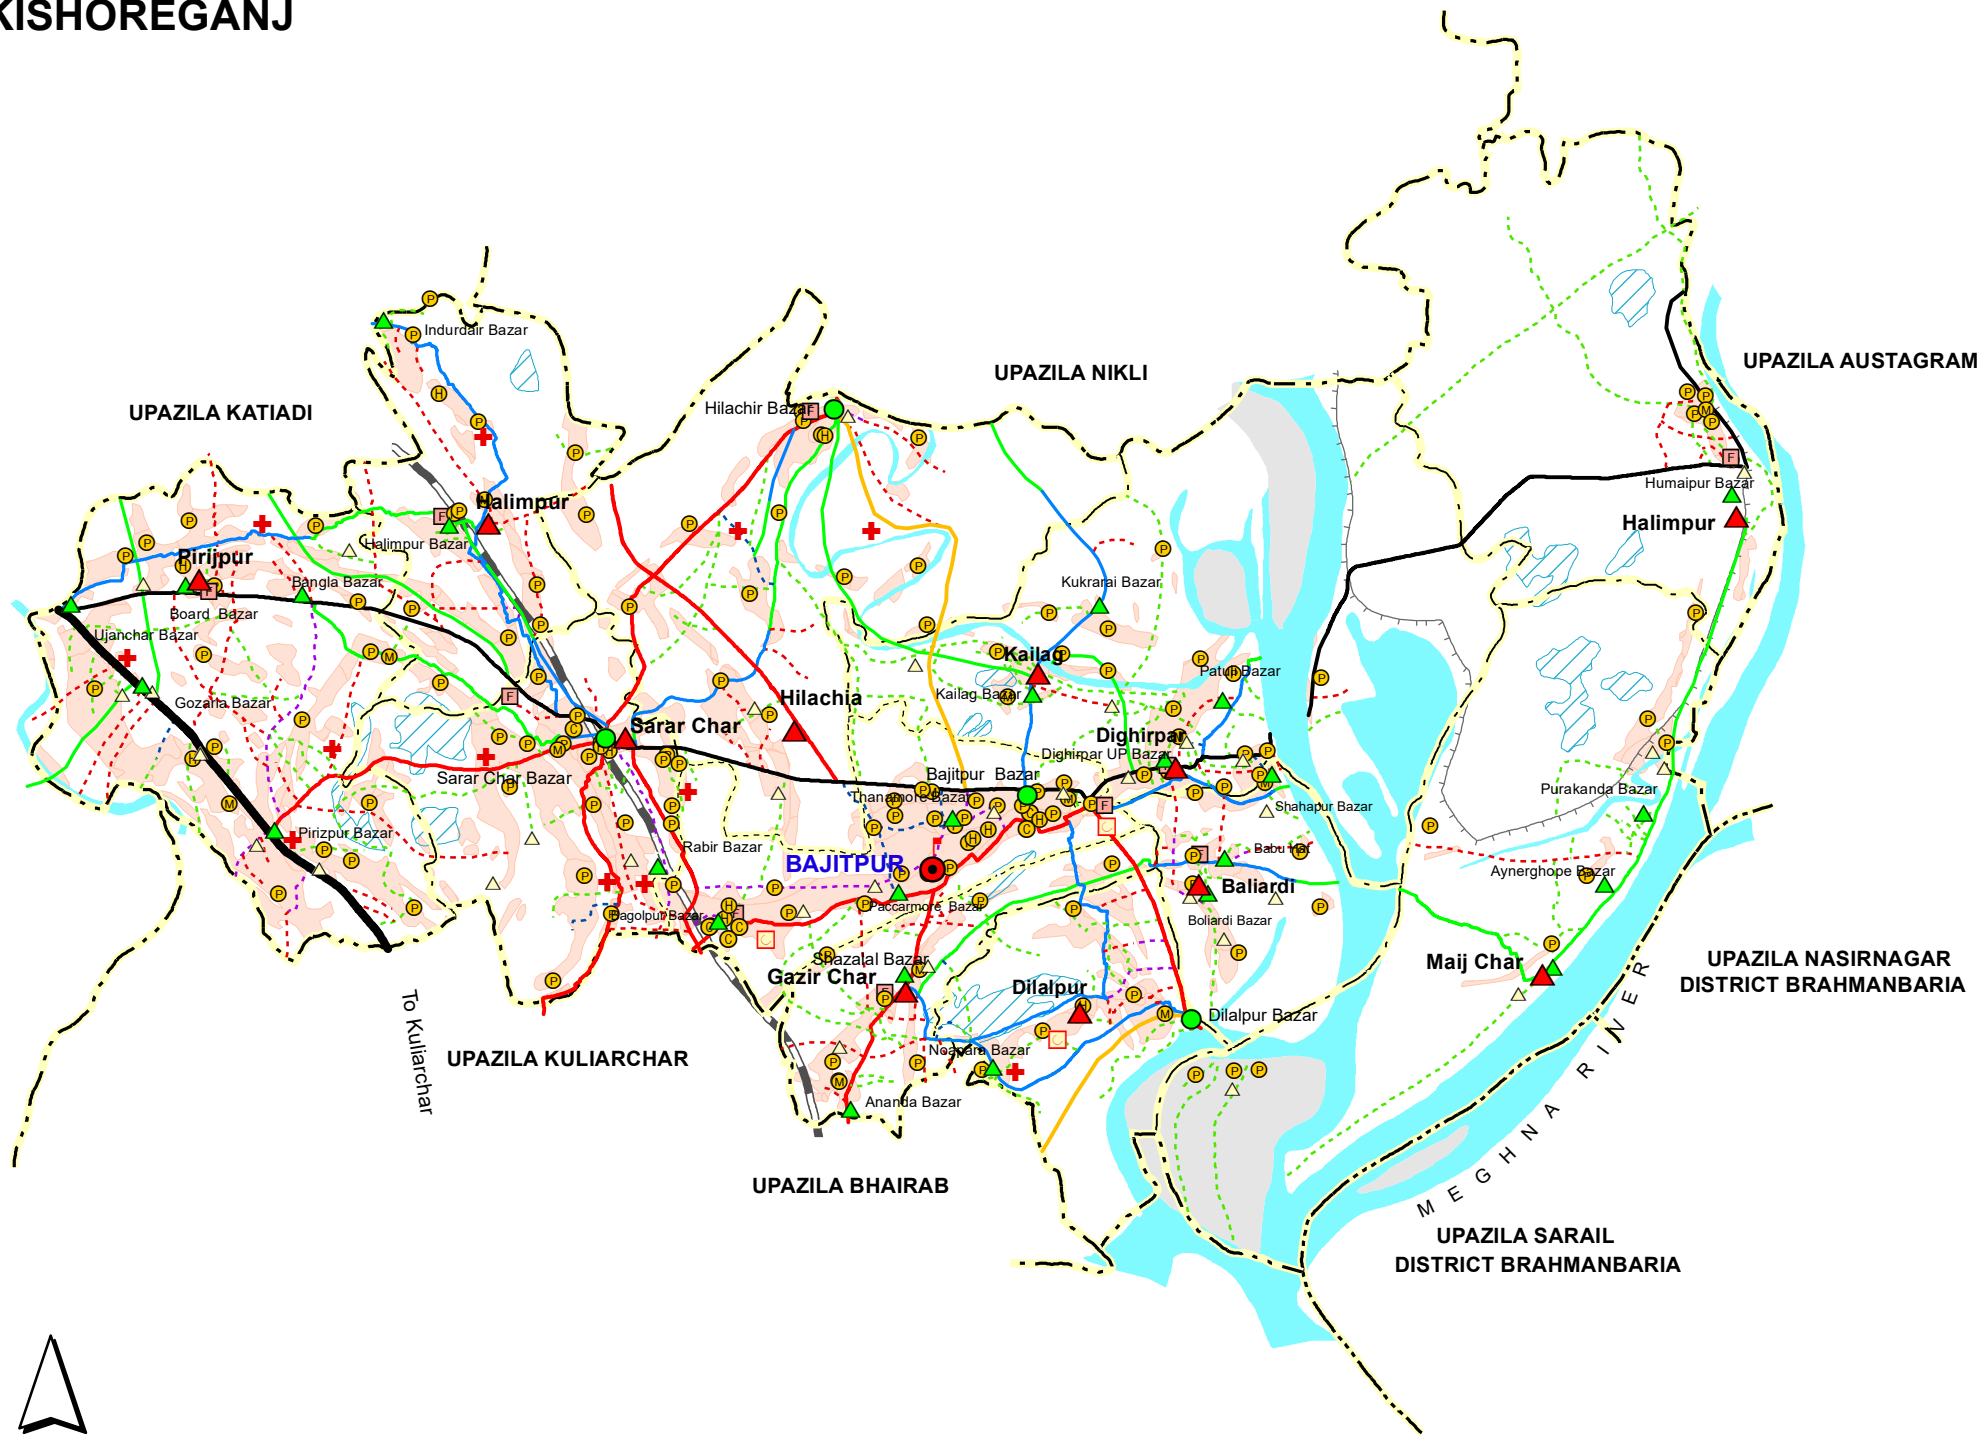 KISHOREGANJ
UPAZILA AUSTAGRAM
UPAZILA NIKLI
UPAZILA KATIADI
Indurdair Bazar
Hilachir Bazar
Humaipur Bazar
Halimpur
Halimpur
Halimpur Bazar
Pirijpur
Bangla Bazar
Board Bazar
Kukrarai Bazar
Ujanchar Bazar
Kailag
Patuli Bazar
Kailag Bazar
Gozaria Bazar
Hilachia
Sarar Char
Dighirpar
Dighirpar UP Bazar
Sarar Char Bazar
Bajitpur Bazar
Thanamore Bazar
Shahapur Bazar
Purakanda Bazar
Pirizpur Bazar
Rabir Bazar
BAJITPUR
Babu Hat
Aynerghope Bazar
Baliardi
Paccarmore Bazar
Bagolpur Bazar
Boliardi Bazar
Shazalal Bazar
Gazir Char
Dilalpur
Maij Char
UPAZILA NASIRNAGAR
DISTRICT BRAHMANBARIA
Dilalpur Bazar
To Kuliarchar
UPAZILA KULIARCHAR
Noapara Bazar
Ananda Bazar
MEGHNA RINER
UPAZILA BHAIRAB
UPAZILA SARAIL
DISTRICT BRAHMANBARIA